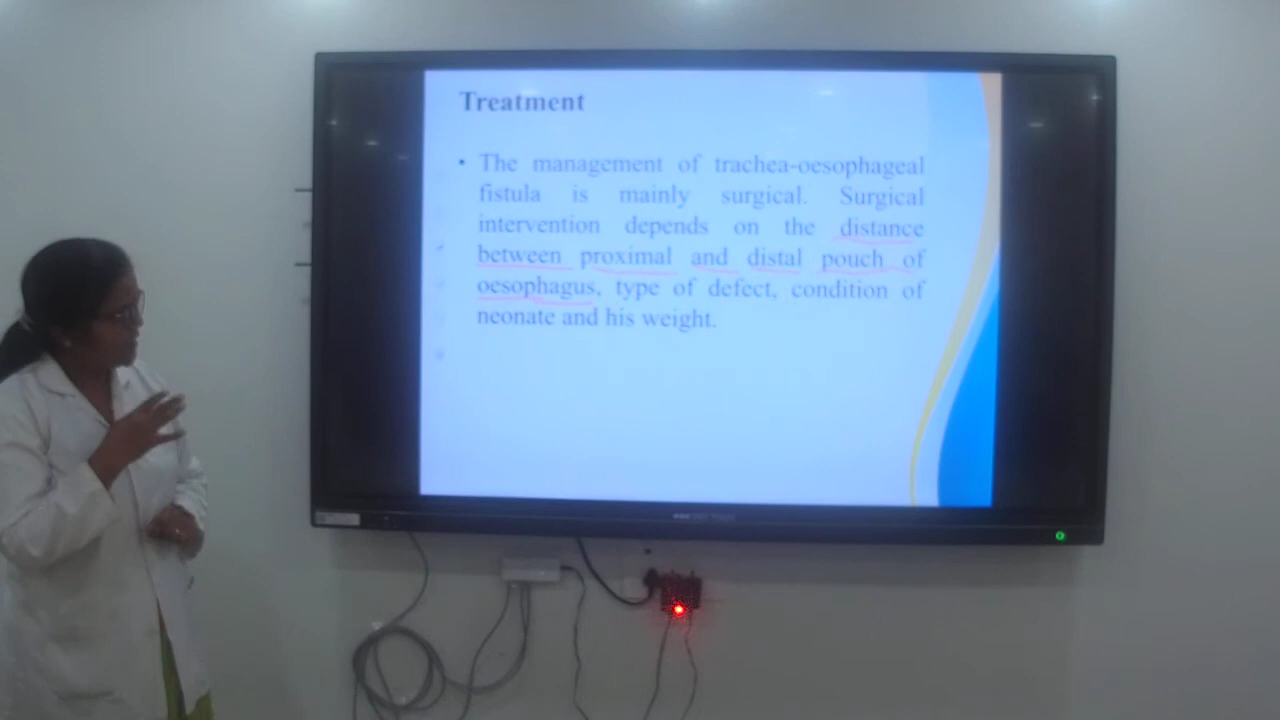 Treatment
• The management of trachea-oesophageal
fistula is mainly surgical. Surgical
intervention depends on the distance
between proximal and distal pouch of
oesophagus, type of defect, condition of
neonate and his weight.